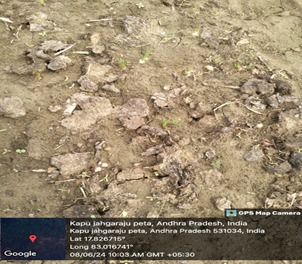 GPS Map Camera
Kapu jahgaraju peta, Andhra Pradesh, India
Kapu jahgaraju peta, Andhra Pradesh 531034, India
Lat 17.826715°
Long 83.016741°
08/06/24 10:03 AM GMT +05:30
Google